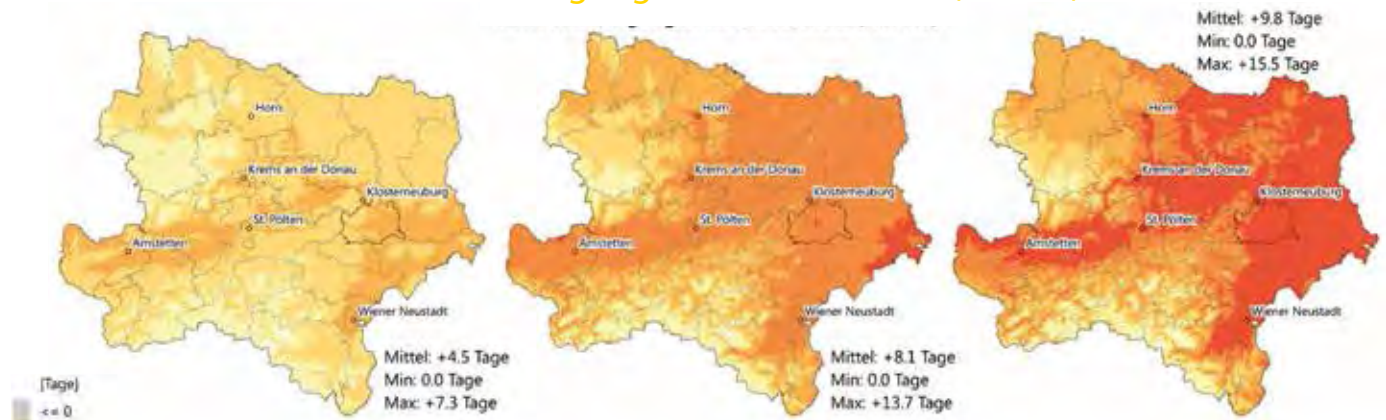 Mittel: +9.8 Tage
Min: 0.0 Tage
Max: +15.5 Tage
Horn
Krems an der Donau
Klosterneuburg
St. Pölten
Amstetten
Wiener Neustadt
Mittel: +4.5 Tage
Min: 0.0 Tage
Max: +7.3 Tage
Horn
Krems an der Donau
Klosterneuburg
St. Pölten
Amstetten
Wiener Neustadt
Mittel: +8.1 Tage
Min: 0.0 Tage
Max: +13.7 Tage
Horn
Krems an der Donau
Klosterneuburg
St. Pölten
Amstetten
Wiener Neustadt
[Tage]
<= 0